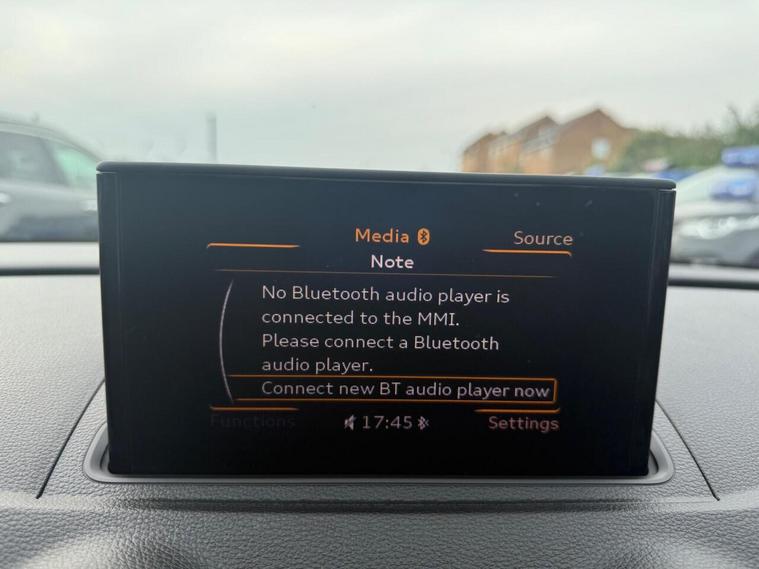 Media
Source
Note
No Bluetooth audio player is
connected to the MMI.
Please connect a Bluetooth
audio player.
Connect new BT audio player now
Functions
17:45
Settings